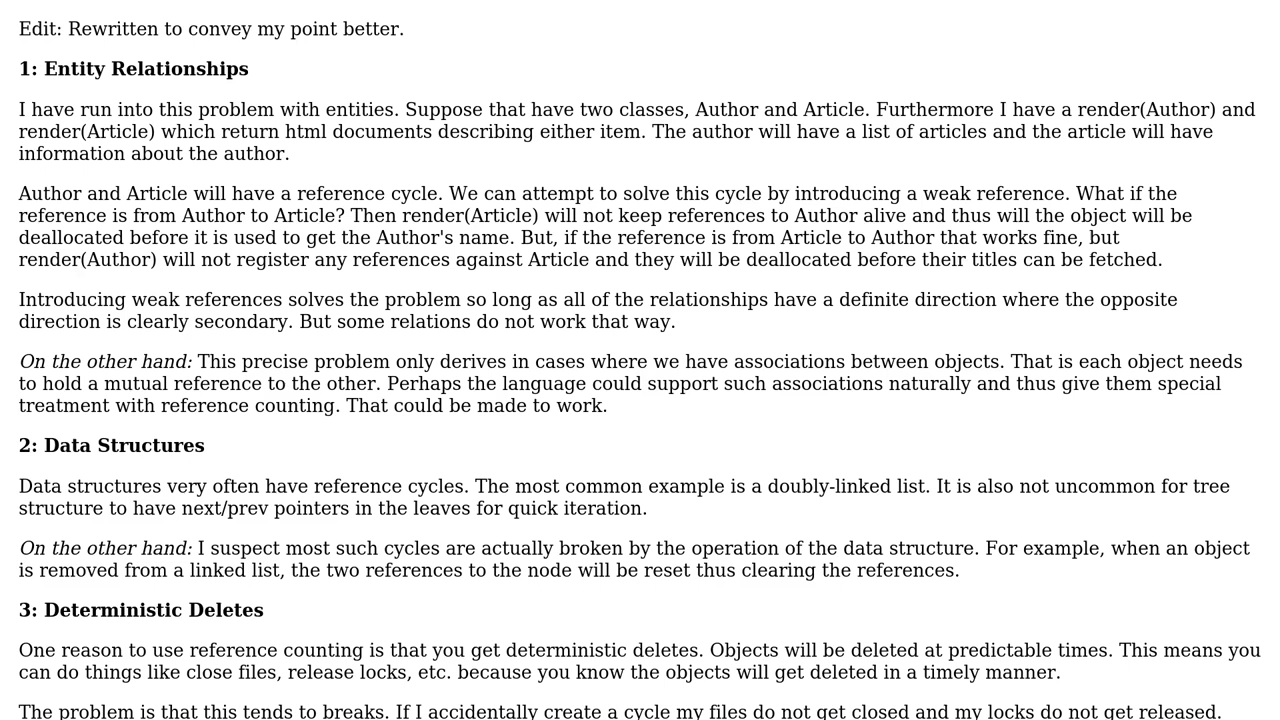 Edit: Rewritten to convey my point better.
1: Entity Relationships
I have run into this problem with entities. Suppose that have two classes, Author and Article. Furthermore I have a render(Author) and
render(Article) which return html documents describing either item. The author will have a list of articles and the article will have
information about the author.
Author and Article will have a reference cycle. We can attempt to solve this cycle by introducing a weak reference. What if the
reference is from Author to Article? Then render(Article) will not keep references to Author alive and thus will the object will be
deallocated before it is used to get the Author's name. But, if the reference is from Article to Author that works fine, but
render(Author) will not register any references against Article and they will be deallocated before their titles can be fetched.
Introducing weak references solves the problem so long as all of the relationships have a definite direction where the opposite
direction is clearly secondary. But some relations do not work that way.
On the other hand: This precise problem only derives in cases where we have associations between objects. That is each object needs
to hold a mutual reference to the other. Perhaps the language could support such associations naturally and thus give them special
treatment with reference counting. That could be made to work.
2: Data Structures
Data structures very often have reference cycles. The most common example is a doubly-linked list. It is also not uncommon for tree
structure to have next/prev pointers in the leaves for quick iteration.
On the other hand: I suspect most such cycles are actually broken by the operation of the data structure. For example, when an object
is removed from a linked list, the two references to the node will be reset thus clearing the references.
3: Deterministic Deletes
One reason to use reference counting is that you get deterministic deletes. Objects will be deleted at predictable times. This means you
can do things like close files, release locks, etc. because you know the objects will get deleted in a timely manner.
The problem is that this tends to breaks. If I accidentally create a cycle my files do not get closed and my locks do not get released.